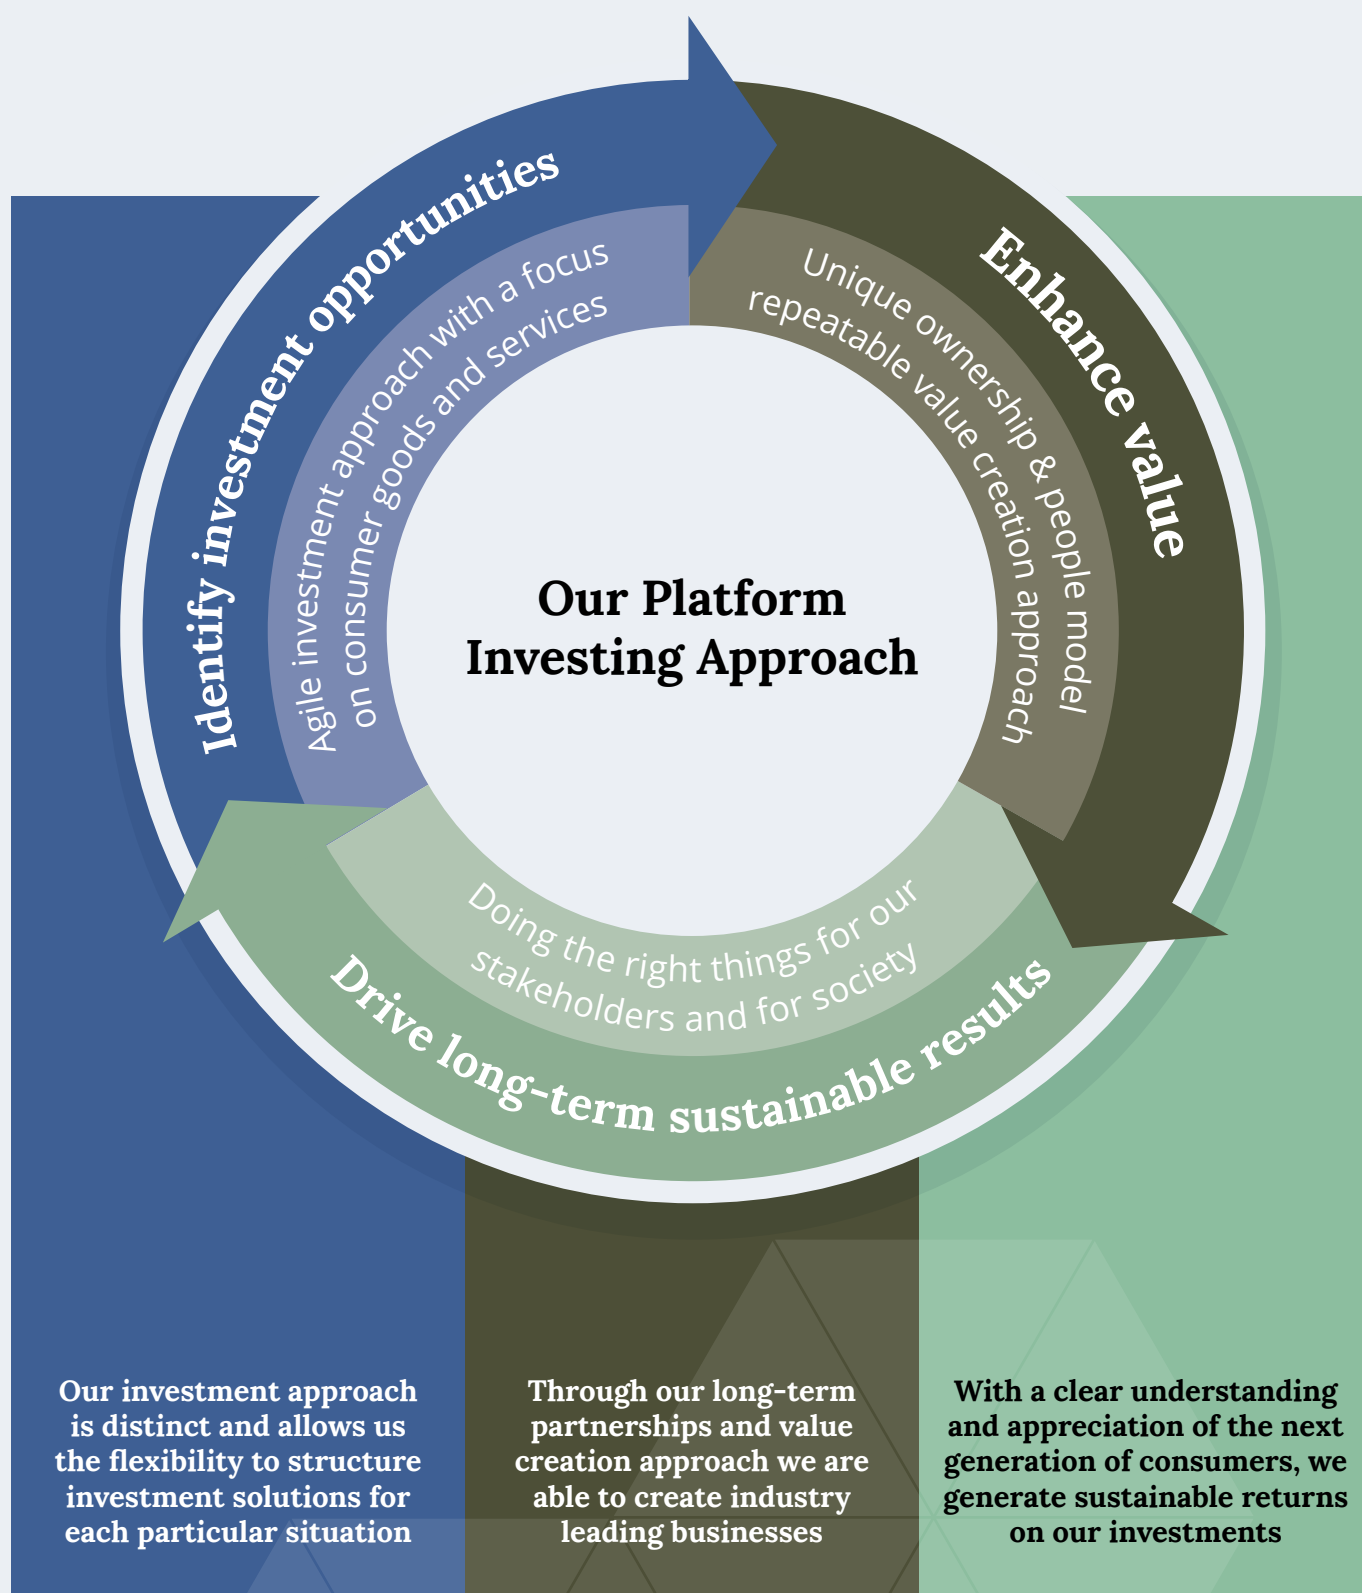 Identify investment opportunities
Agile investment approach with a focus
on consumer goods and services
Enhance value
Unique ownership & people model
repeatable value creation approach
Our Platform
Investing Approach
Doing the right things for our
stakeholders and for society
Drive long-term sustainable results
Our investment approach
is distinct and allows us
the flexibility to structure
investment solutions for
each particular situation
Through our long-term
partnerships and value
creation approach we are
able to create industry
leading businesses
With a clear understanding
and appreciation of the next
generation of consumers, we
generate sustainable returns
on our investments